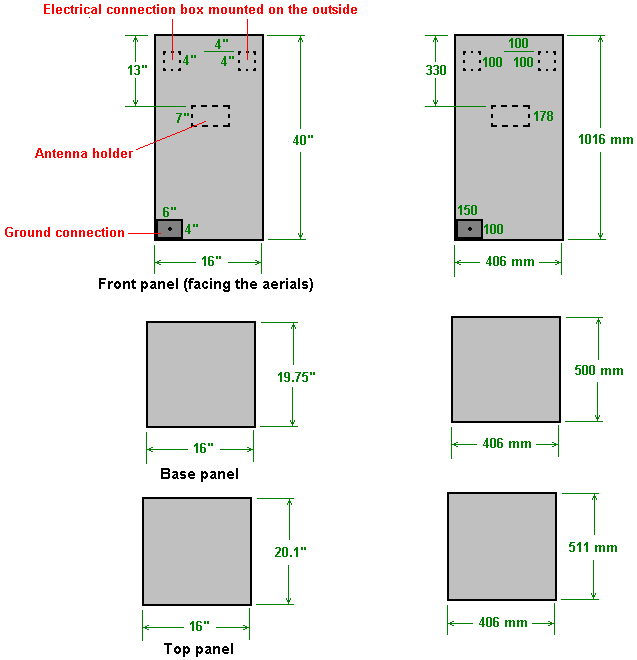 Electrical connection box mounted on the outside
4"
4"
4"
13"
7"
40"
Antenna holder
6"
4"
Ground connection
16"
Front panel (facing the aerials)
100
100
100
330
178
1016 mm
150
100
406 mm
19.75"
16"
Base panel
500 mm
406 mm
20.1"
16"
Top panel
511 mm
406 mm